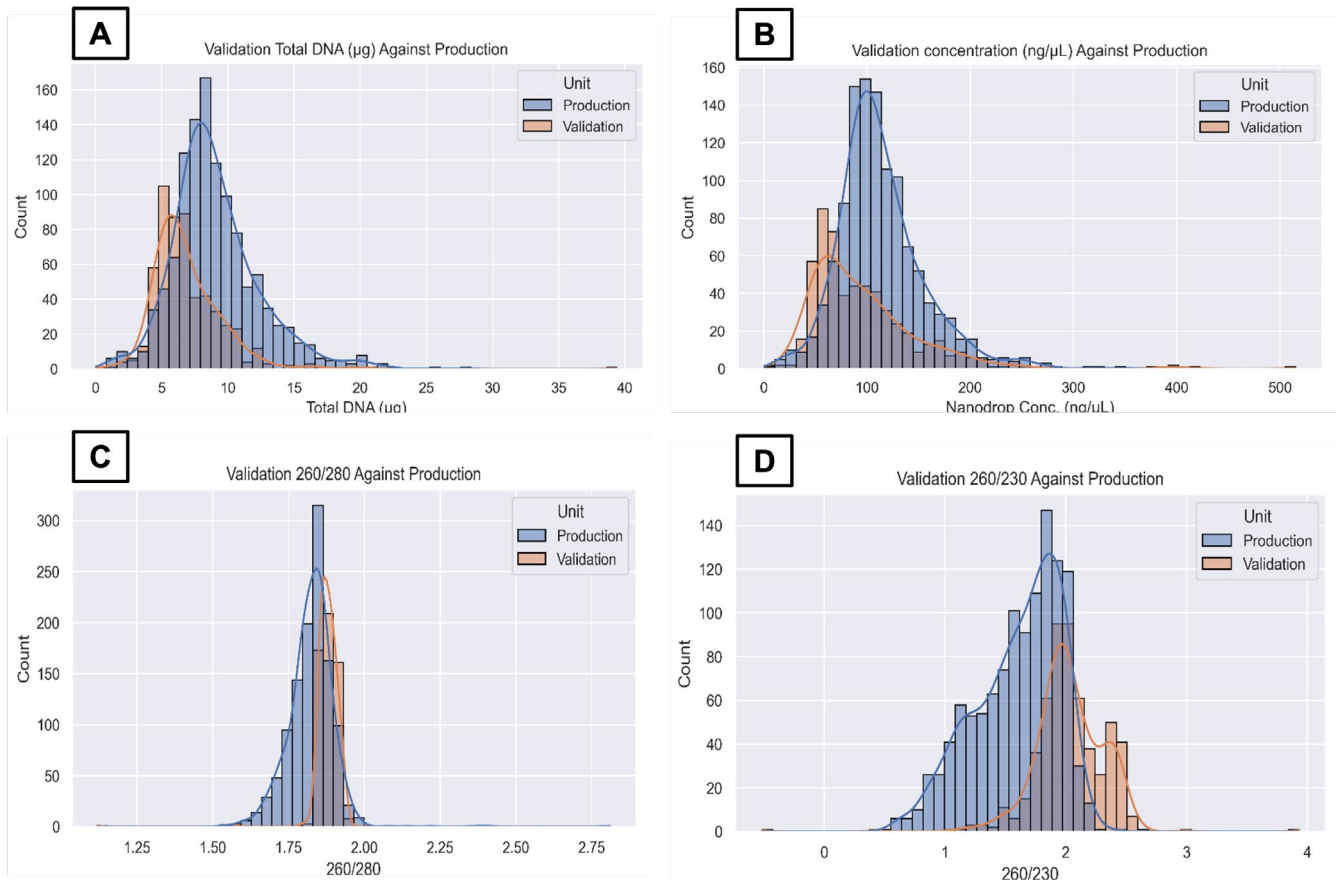 A
Validation Total DNA (µg) Against Production
Unit
Production
Validation
160
140
120
100
80
60
40
20
0
Count
0 5 10 15 20 25 30 35 40
Total DNA (µg)
B
Validation concentration (ng/µL) Against Production
Unit
Production
Validation
160
140
120
100
80
60
40
20
0
Count
0 100 200 300 400 500
Nanodrop Conc. (ng/µL)
C
Validation 260/280 Against Production
Unit
Production
Validation
300
250
200
150
100
50
0
Count
1.25 1.50 1.75 2.00 2.25 2.50 2.75
260/280
D
Validation 260/230 Against Production
Unit
Production
Validation
140
120
100
80
60
40
20
0
Count
0 1 2 3 4
260/230